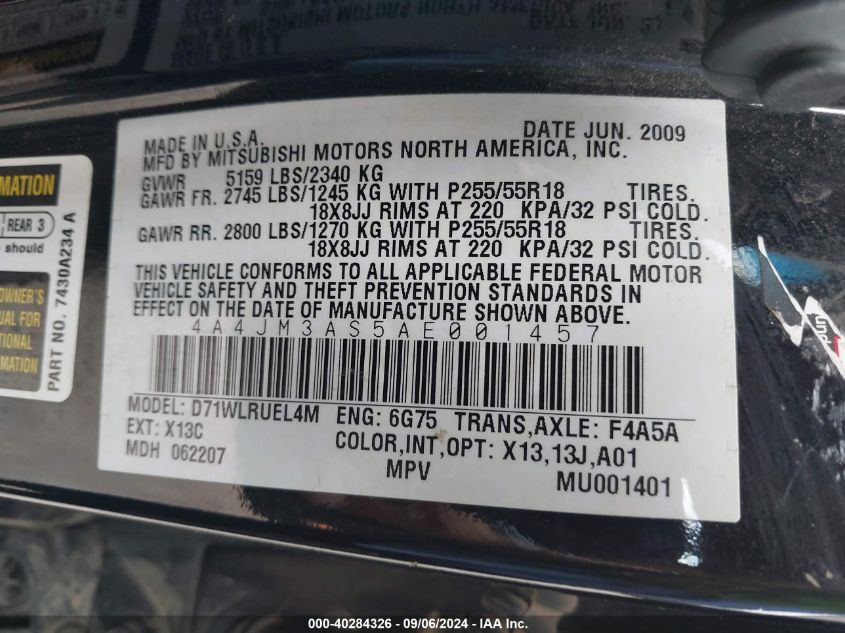 MADE IN U.S.A. DATE JUN. 2009
MFD BY MITSUBISHI MOTORS NORTH AMERICA, INC.
GVWR 5159 LBS/2340 KG
GAWR FR. 2745 LBS/1245 KG WITH P255/55R18 TIRES.
18X8JJ RIMS AT 220 KPA/32 PSI COLD.
GAWR RR. 2800 LBS/1270 KG WITH P255/55R18 TIRES.
18X8JJ RIMS AT 220 KPA/32 PSI COLD.
THIS VEHICLE CONFORMS TO ALL APPLICABLE FEDERAL MOTOR
VEHICLE SAFETY AND THEFT PREVENTION STANDARDS IN
EFFECT ON THE DATE OF MANUFACTURE SHOWN ABOVE.
4A4JM3AS5AE001457
MODEL: D71WLRUEL4M ENG: 6G75 TRANS,AXLE: F4A5A
EXT: X13C COLOR,INT,OPT: X13,13J,A01
MDH 062207 MPV MU001401
REAR 3
should
OWNER'S
PART NO. 7430A234 A
000-40284326 - 09/06/2024 - IAA Inc.